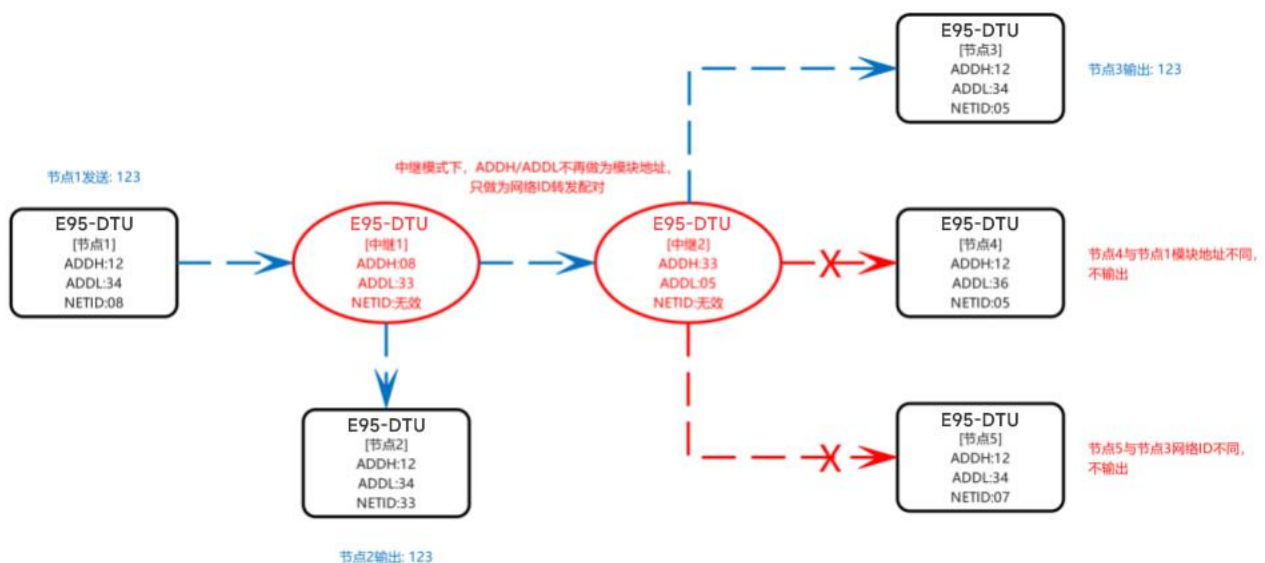 E95-DTU
[节点3]
ADDH:12
ADDL:34
NETID:05
节点3输出: 123
中继模式下，ADDH/ADDL不再做为模块地址，
只做为网络ID转发配对
节点1发送: 123
E95-DTU
[节点1]
ADDH:12
ADDL:34
NETID:08
E95-DTU
[中继1]
ADDH:08
ADDL:33
NETID:无效
E95-DTU
[中继2]
ADDH:33
ADDL:05
NETID:无效
X
E95-DTU
[节点4]
ADDH:12
ADDL:36
NETID:05
节点4与节点1模块地址不同，
不输出
E95-DTU
[节点2]
ADDH:12
ADDL:34
NETID:33
节点2输出: 123
X
E95-DTU
[节点5]
ADDH:12
ADDL:34
NETID:07
节点5与节点3网络ID不同，
不输出